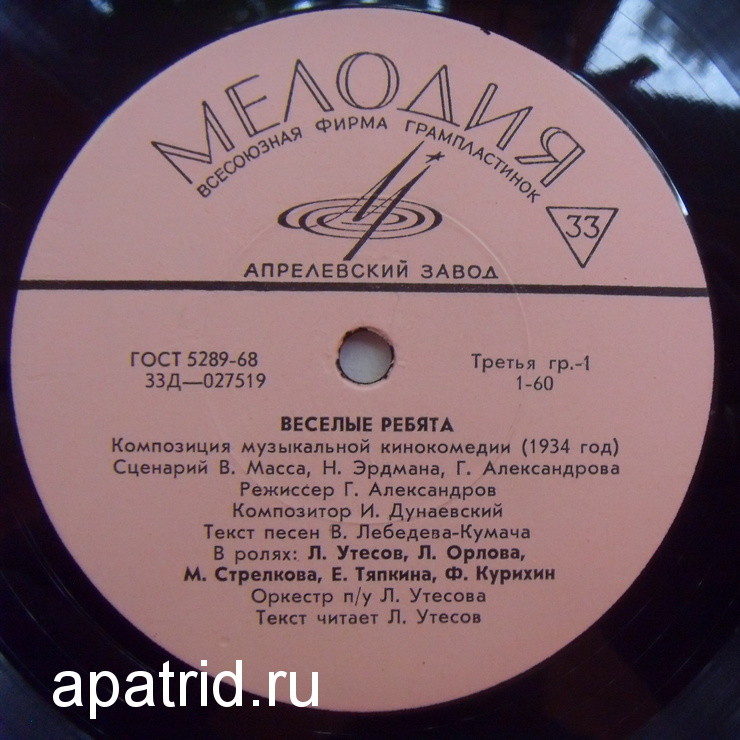 МЕЛОДИЯ
ВСЕСОЮЗНАЯ ФИРМА ГРАМПЛАСТИНОК
33
АПРЕЛЕВСКИЙ ЗАВОД
ГОСТ 5289-68
Третья гр.-1
33Д—027519
1-60
ВЕСЕЛЫЕ РЕБЯТА
Композиция музыкальной кинокомедии (1934 год)
Сценарий В. Масса, Н. Эрдмана, Г. Александрова
Режиссер Г. Александров
Композитор И. Дунаевский
Текст песен В. Лебедева-Кумача
В ролях: Л. Утесов, Л. Орлова,
М. Стрелкова, Е. Тяпкина, Ф. Курихин
Оркестр п/у Л. Утесова
Текст читает Л. Утесов
apatrid.ru